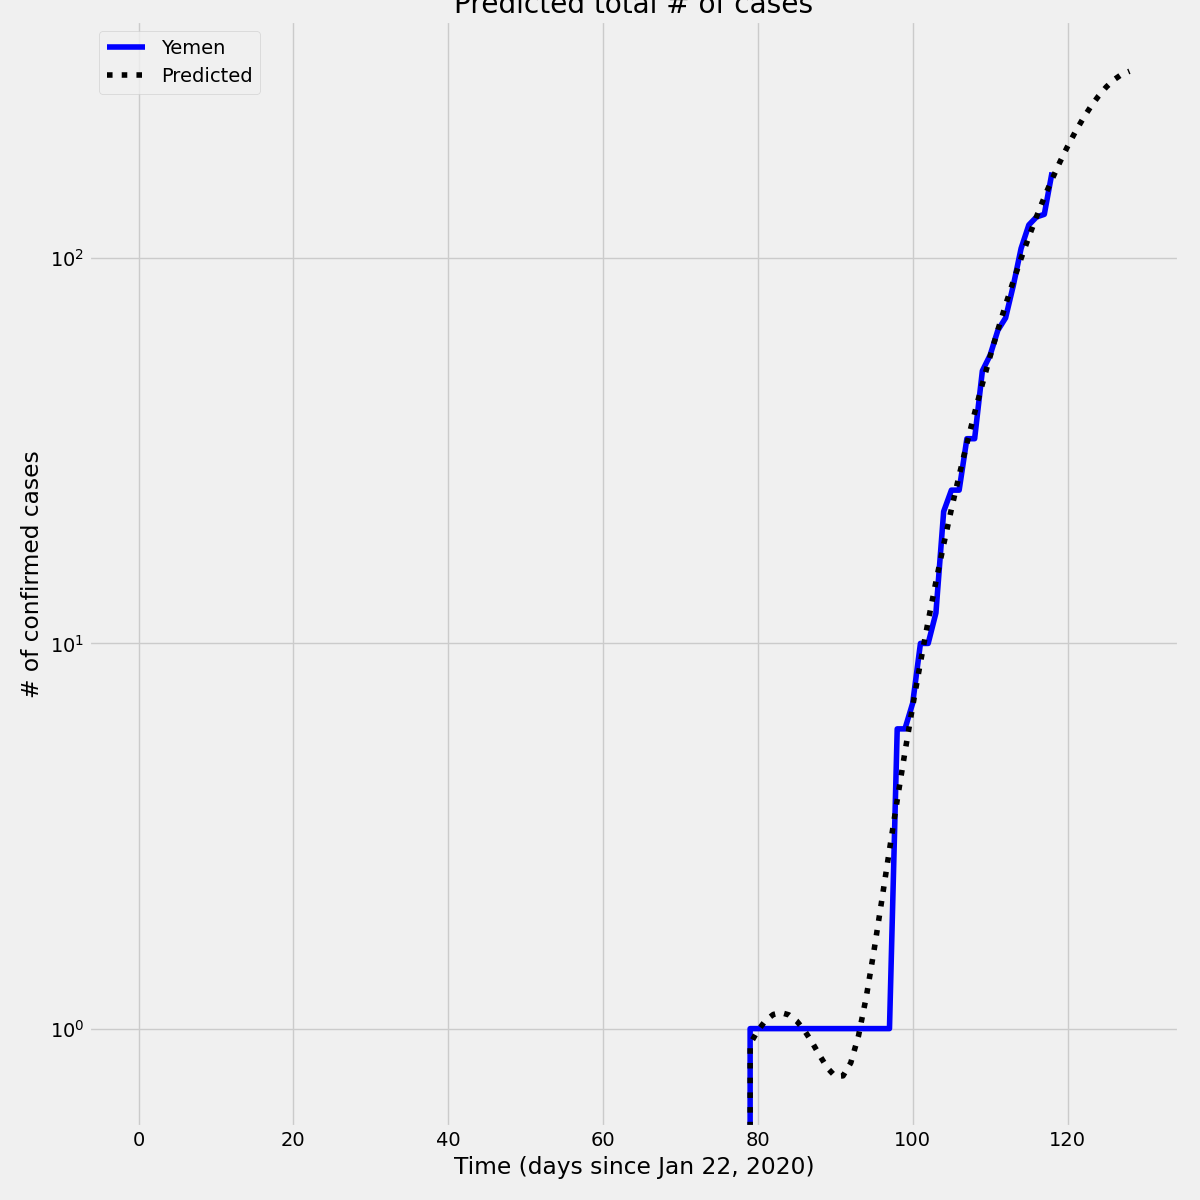 Predicted total # of cases
Yemen
Predicted
10²
10¹
10⁰
# of confirmed cases
0 20 40 60 80 100 120
Time (days since Jan 22, 2020)